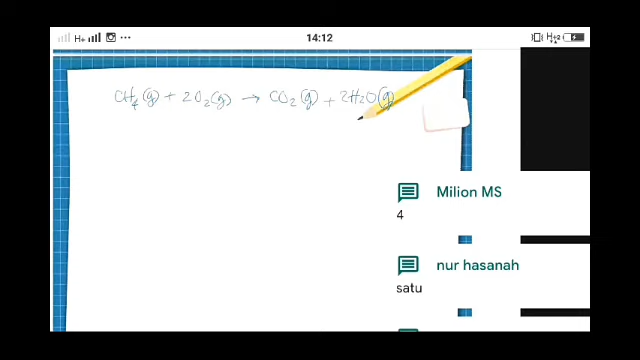 H+ 14:12 H+
CH₄(g) + 2O₂(g) → CO₂(g) + 2H₂O(g)
Milion MS
4
nur hasanah
satu